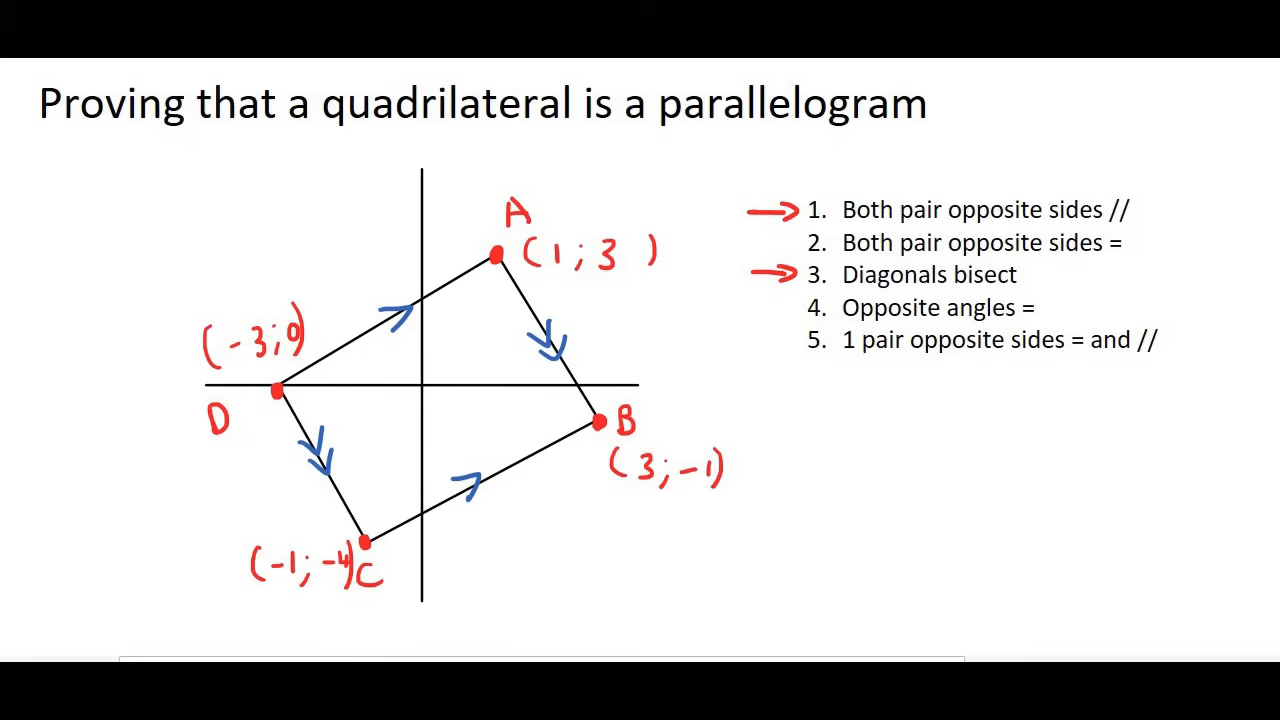 Proving that a quadrilateral is a parallelogram
1. Both pair opposite sides //
2. Both pair opposite sides =
3. Diagonals bisect
4. Opposite angles =
5. 1 pair opposite sides = and //
A
(1;3)
(-3;0)
D
B
(3;-1)
(-1;-4)
C